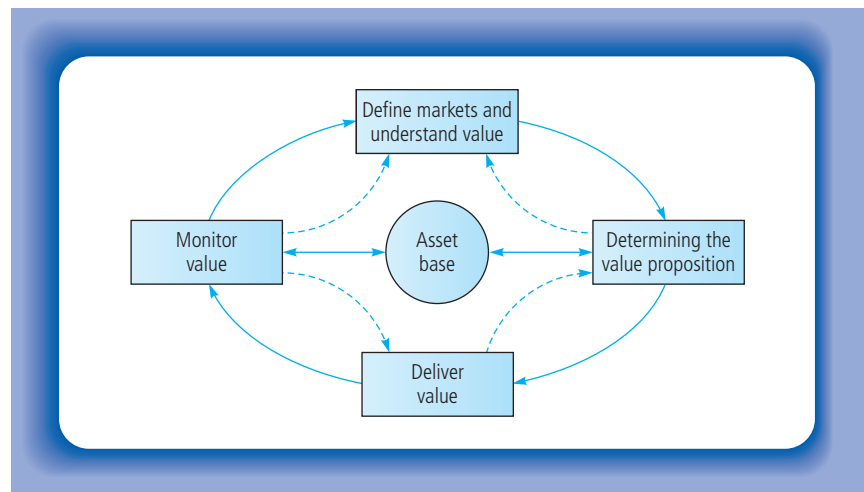 Define markets and
understand value
Monitor
value
Asset
base
Determining the
value proposition
Deliver
value